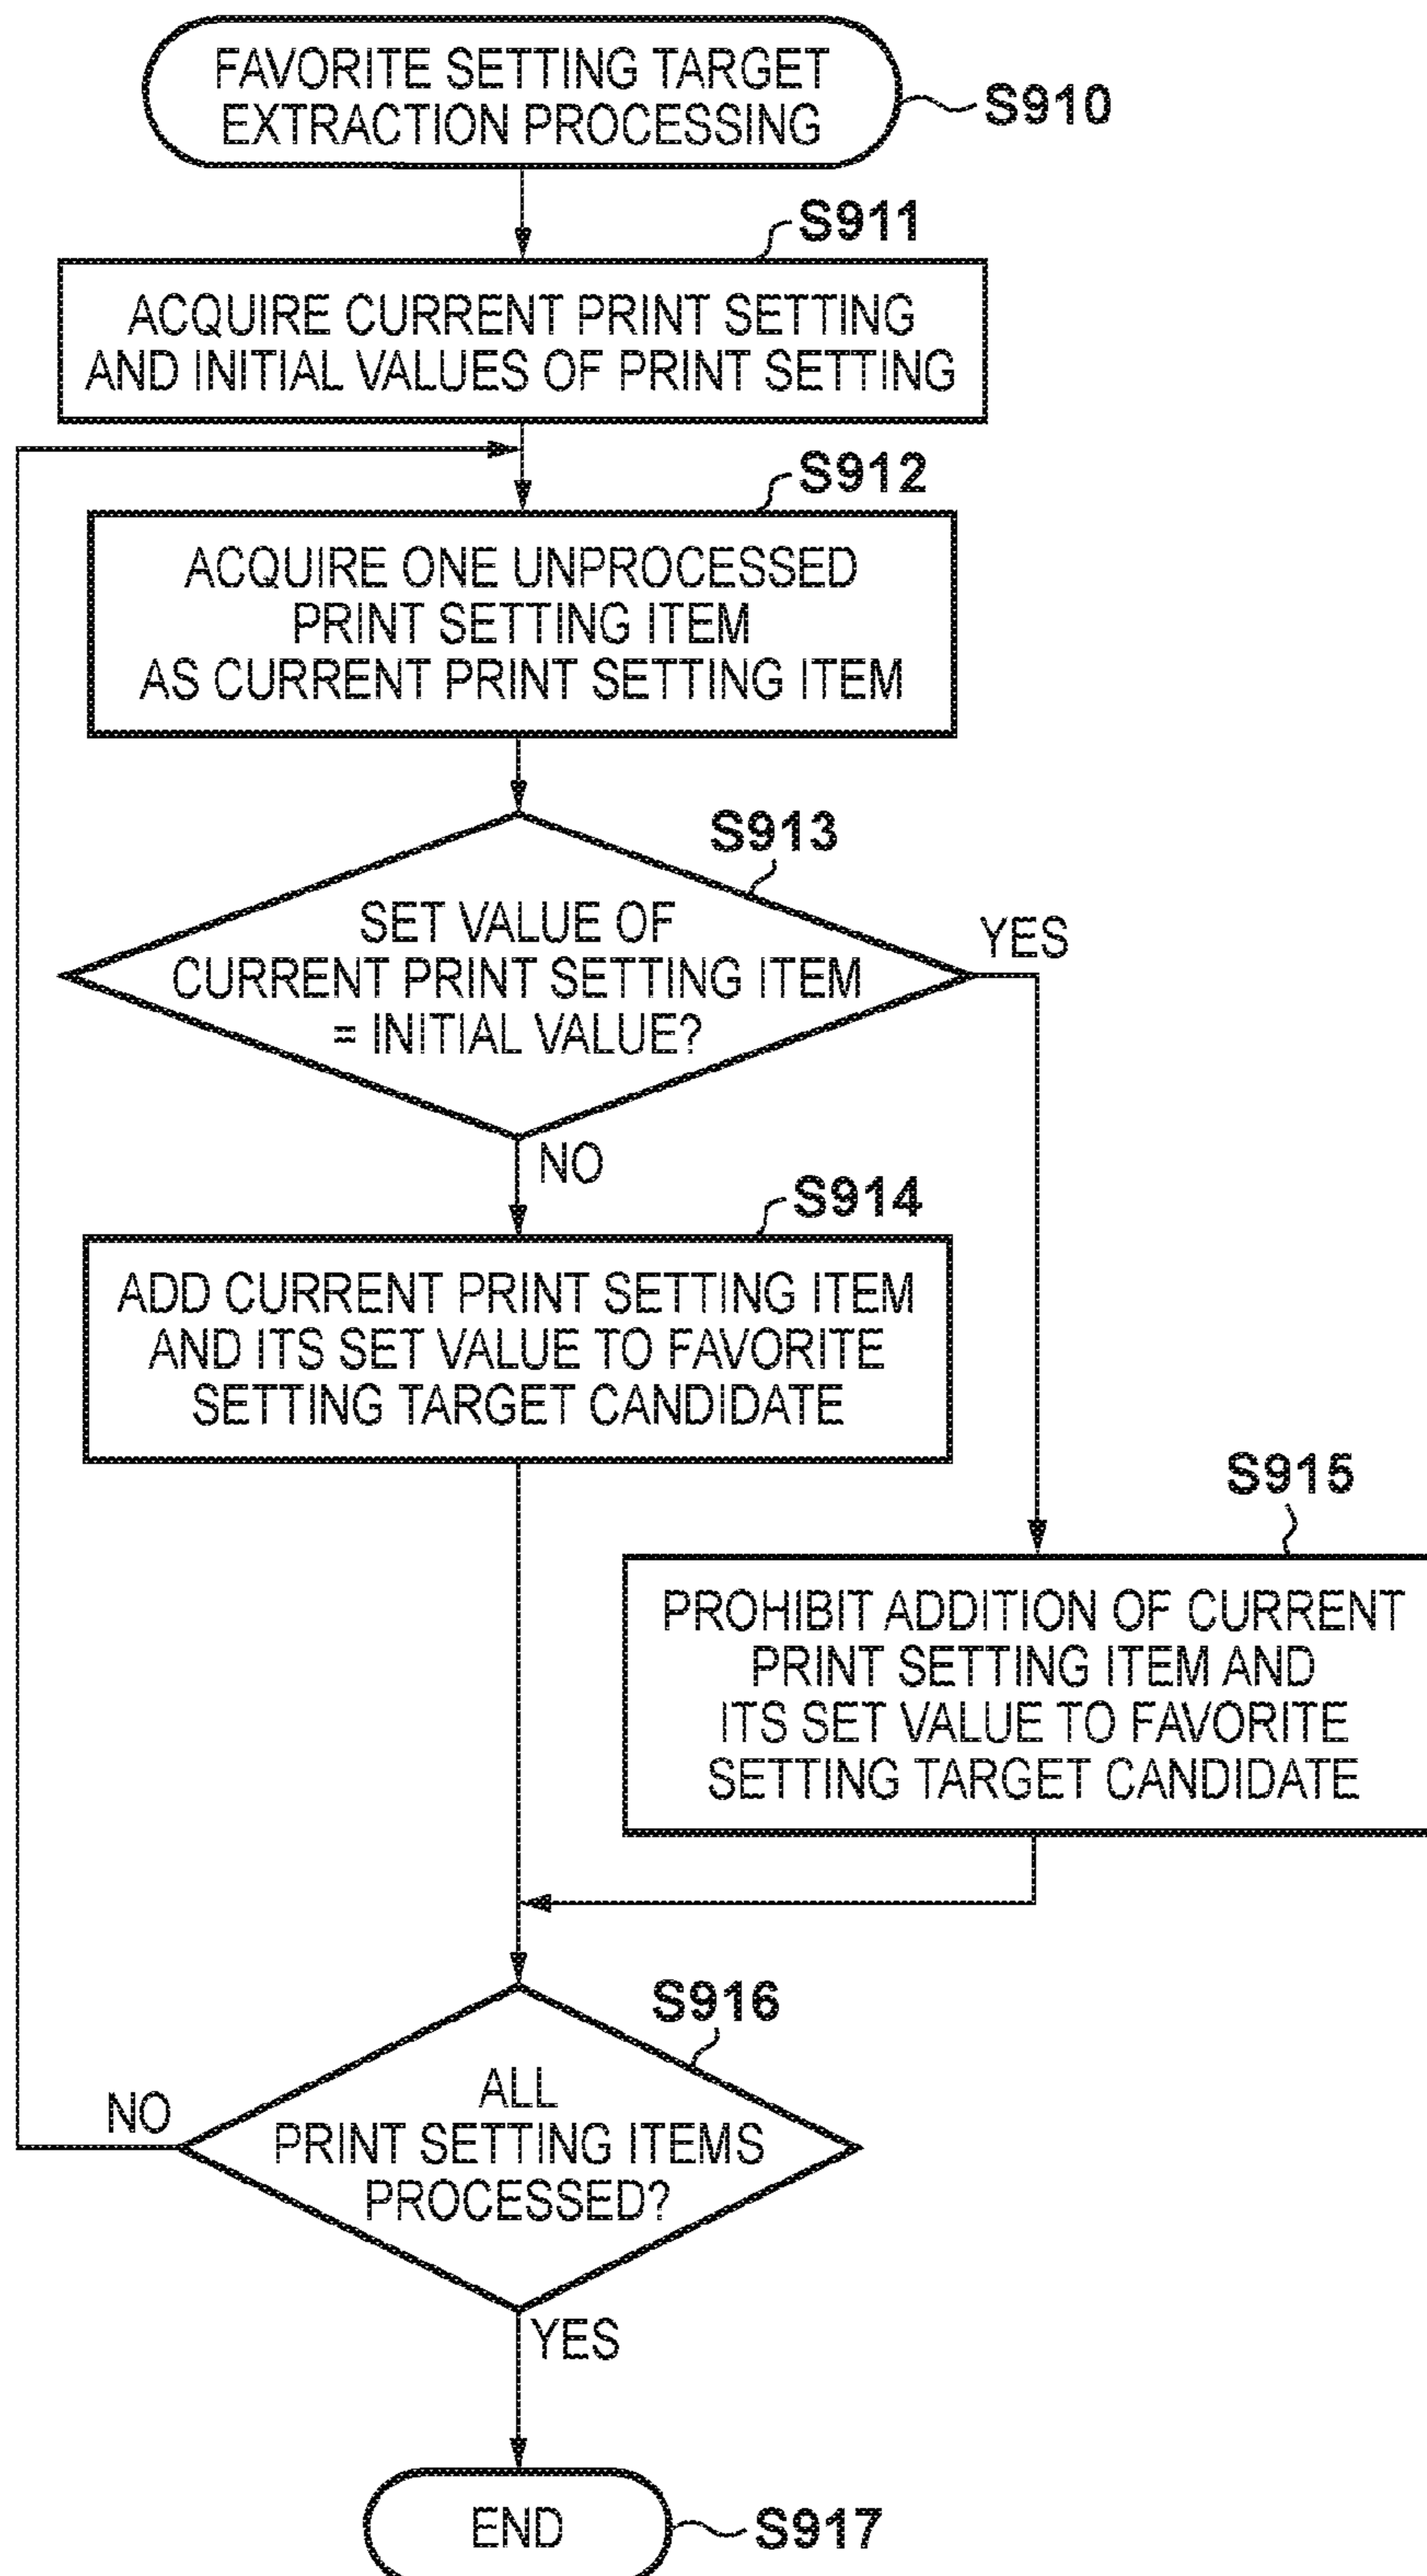 FAVORITE SETTING TARGET
EXTRACTION PROCESSING
S910
S911
ACQUIRE CURRENT PRINT SETTING
AND INITIAL VALUES OF PRINT SETTING
S912
ACQUIRE ONE UNPROCESSED
PRINT SETTING ITEM
AS CURRENT PRINT SETTING ITEM
S913
SET VALUE OF
CURRENT PRINT SETTING ITEM
= INITIAL VALUE?
YES
NO
S914
ADD CURRENT PRINT SETTING ITEM
AND ITS SET VALUE TO FAVORITE
SETTING TARGET CANDIDATE
S915
PROHIBIT ADDITION OF CURRENT
PRINT SETTING ITEM AND
ITS SET VALUE TO FAVORITE
SETTING TARGET CANDIDATE
S916
ALL
PRINT SETTING ITEMS
PROCESSED?
NO
YES
END
S917